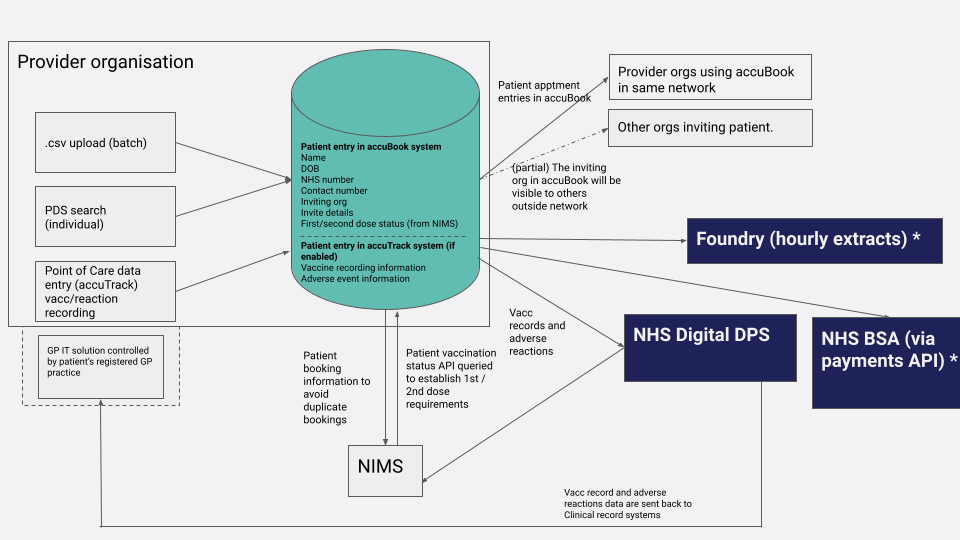 Provider organisation
.csv upload (batch)
PDS search
(individual)
Point of Care data
entry (accuTrack)
vacc/reaction
recording
GP IT solution controlled
by patient's registered GP
practice
Patient entry in accuBook system
Name
DOB
NHS number
Contact number
Inviting org
Invite details
First/second dose status (from NIMS)
Patient entry in accuTrack system (if
enabled)
Vaccine recording information
Adverse event information
Patient apptment
entries in accuBook
Provider orgs using accuBook
in same network
Other orgs inviting patient.
(partial) The inviting
org in accuBook will be
visible to others
outside network
Foundry (hourly extracts) *
Vacc
records and
adverse
reactions
NHS Digital DPS
NHS BSA (via
payments API) *
Patient
booking
information to
avoid
duplicate
bookings
Patient vaccination
status API queried
to establish 1st /
2nd dose
requirements
NIMS
Vacc record and adverse
reactions data are sent back to
Clinical record systems